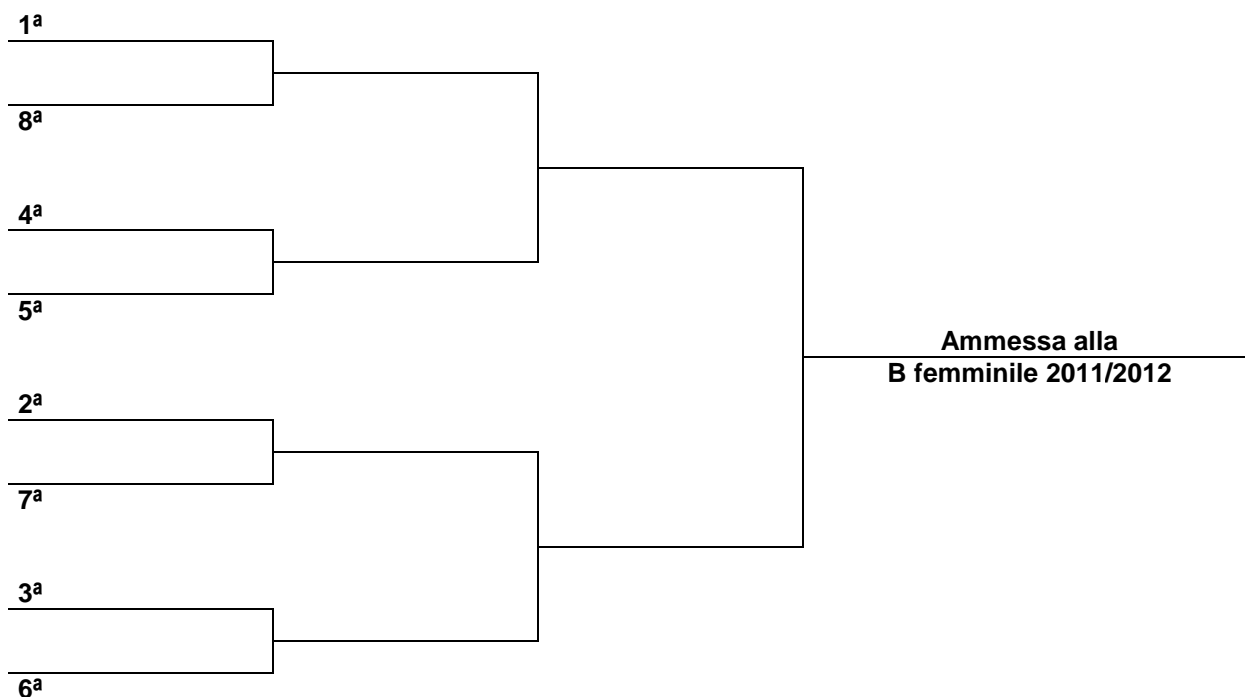 1ª
8ª
4ª
5ª
Ammessa alla
B femminile 2011/2012
2ª
7ª
3ª
6ª